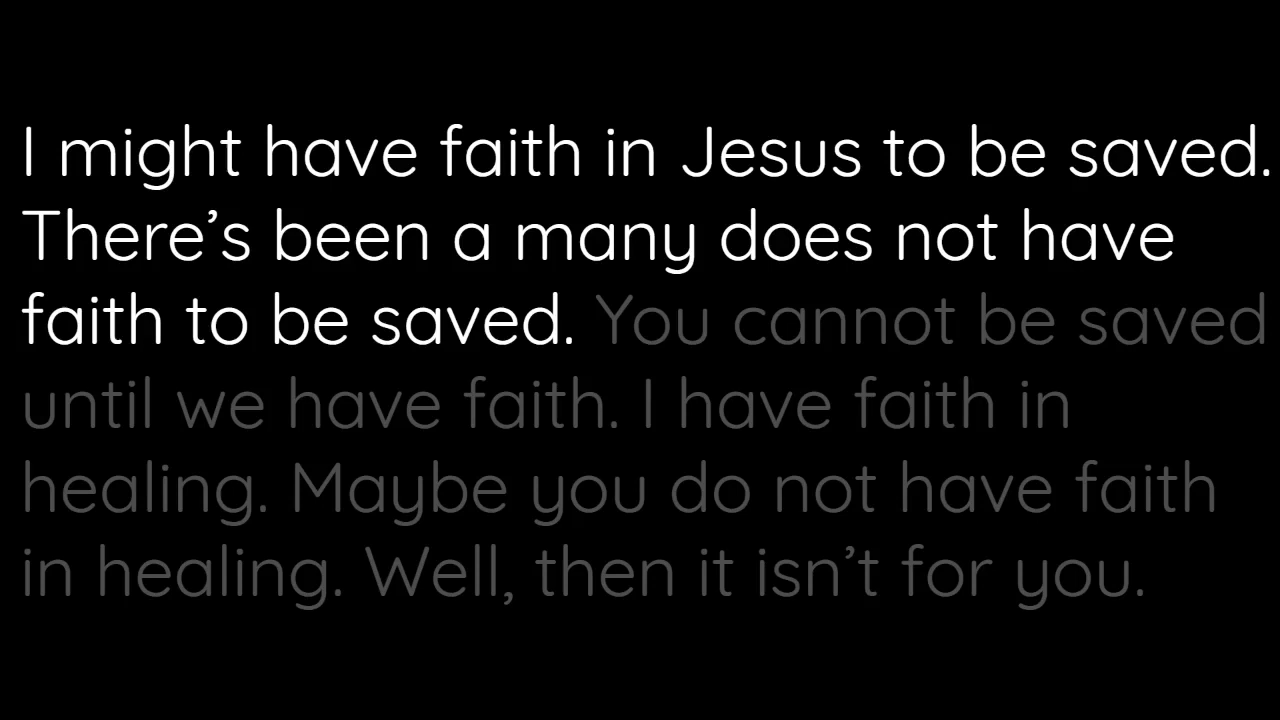 I might have faith in Jesus to be saved.
There’s been a many does not have
faith to be saved. You cannot be saved
until we have faith. I have faith in
healing. Maybe you do not have faith
in healing. Well, then it isn’t for you.